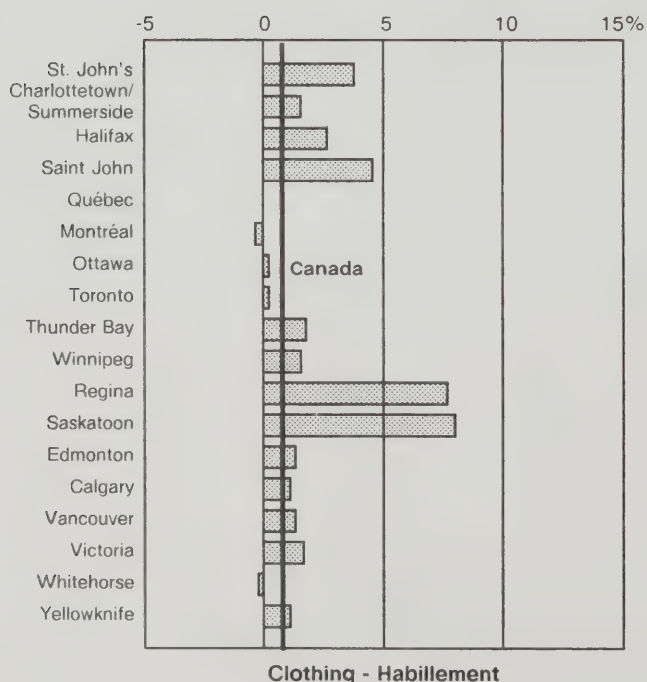 -5 0 5 10 15%
St. John's
Charlottetown/
Summerside
Halifax
Saint John
Québec
Montréal
Ottawa
Canada
Toronto
Thunder Bay
Winnipeg
Regina
Saskatoon
Edmonton
Calgary
Vancouver
Victoria
Whitehorse
Yellowknife
Clothing - Habillement